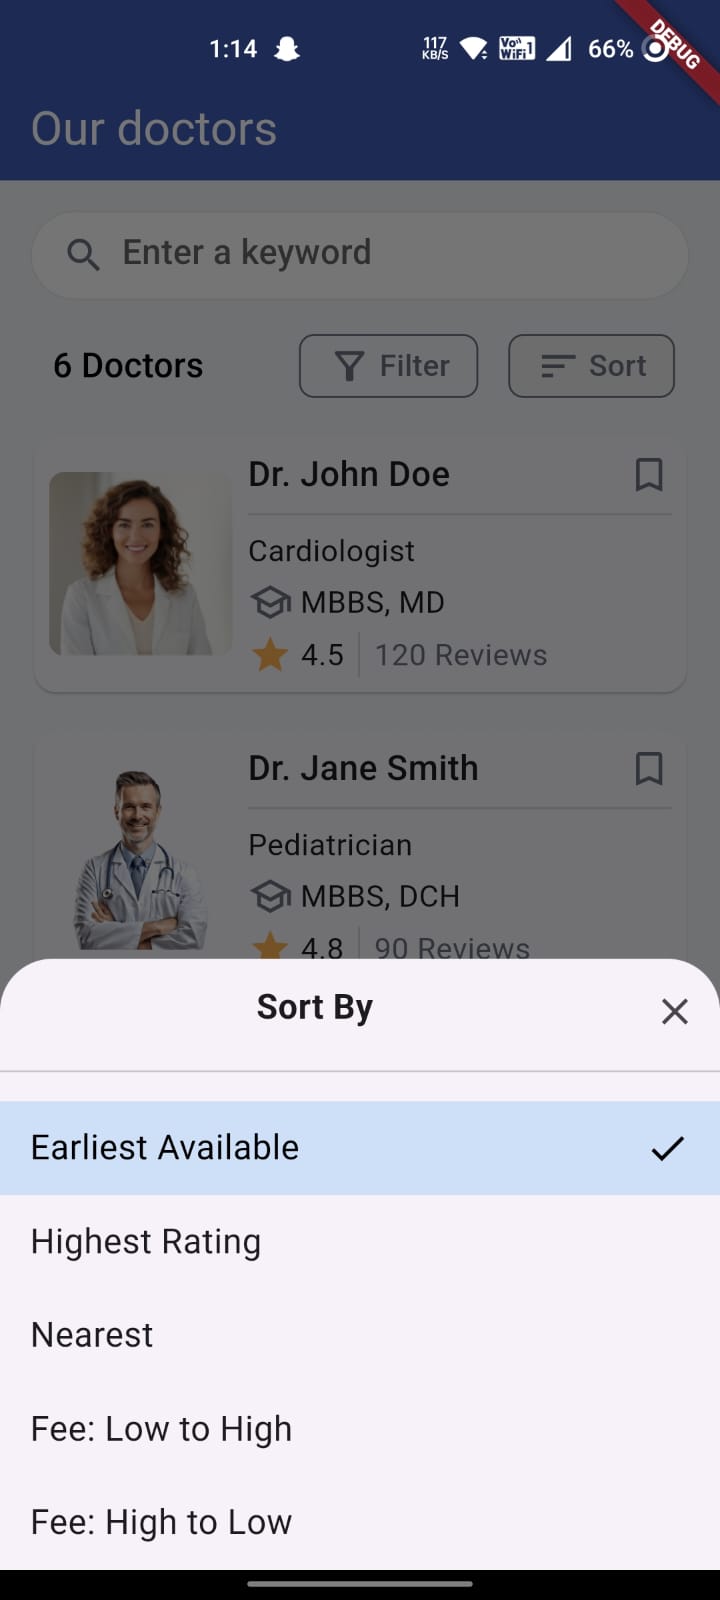 1:14 117 KB/S Vo)) WiFi 1 66% DEBUG
Our doctors
Enter a keyword
6 Doctors Filter Sort
Dr. John Doe
Cardiologist
MBBS, MD
4.5 120 Reviews
Dr. Jane Smith
Pediatrician
MBBS, DCH
4.8 90 Reviews
Sort By
Earliest Available
Highest Rating
Nearest
Fee: Low to High
Fee: High to Low